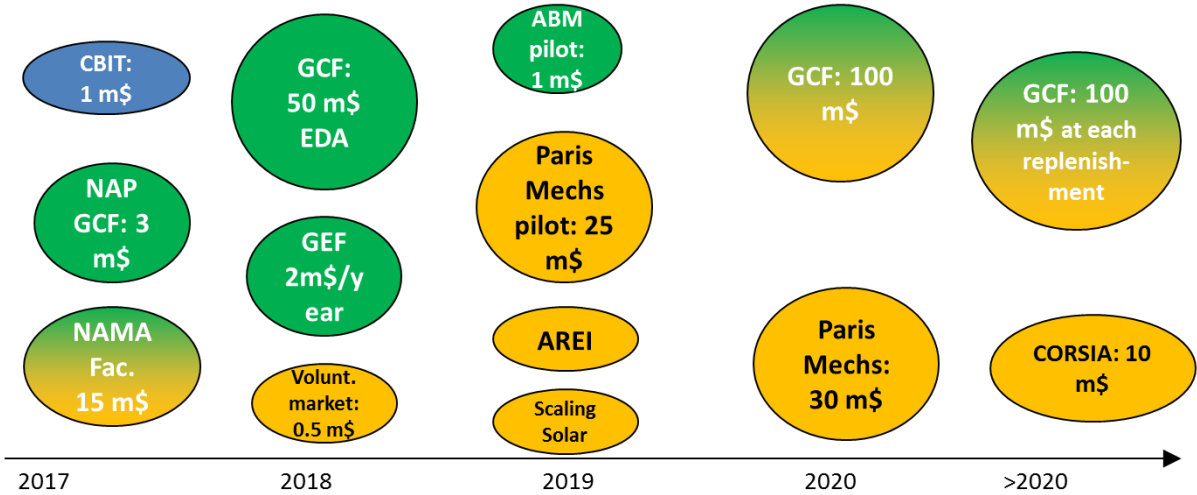 CBIT:
1 m$
NAP
GCF: 3
m$
NAMA
Fac.
15 m$
GCF:
50 m$
EDA
GEF
2m$/y
ear
Volunt.
market:
0.5 m$
ABM
pilot:
1 m$
Paris
Mechs
pilot: 25
m$
AREI
Scaling
Solar
GCF: 100
m$
Paris
Mechs:
30 m$
GCF: 100
m$ at each
replenish-
ment
CORSIA: 10
m$
2017
2018
2019
2020
>2020